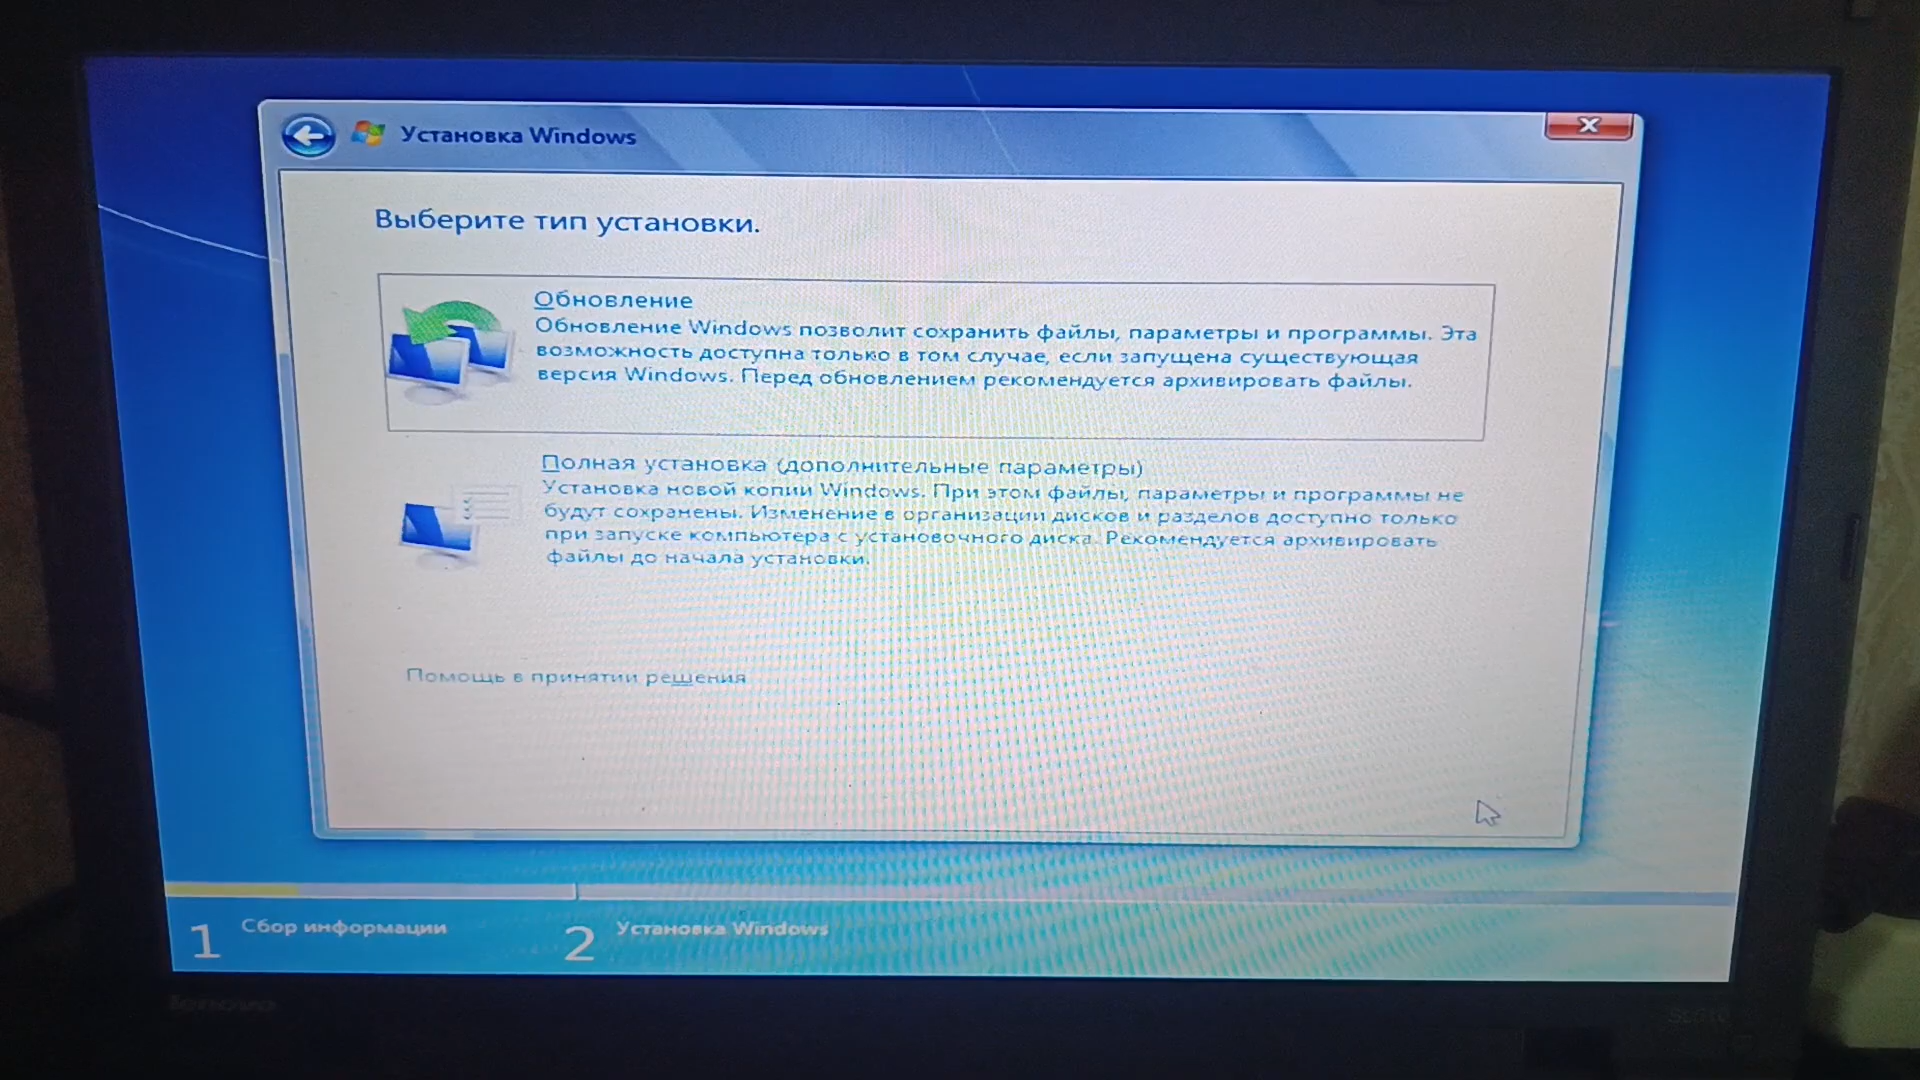 Установка Windows
Выберите тип установки.
Обновление
Обновление Windows позволит сохранить файлы, параметры и программы. Эта
возможность доступна только в том случае, если запущена существующая
версия Windows. Перед обновлением рекомендуется архивировать файлы.
Полная установка (дополнительные параметры)
Установка новой копии Windows. При этом файлы, параметры и программы не
будут сохранены. Изменение в организации дисков и разделов доступно только
при запуске компьютера с установочного диска. Рекомендуется архивировать
файлы до начала установки.
Помощь в принятии решения
1 Сбор информации
2 Установка Windows
lenovo